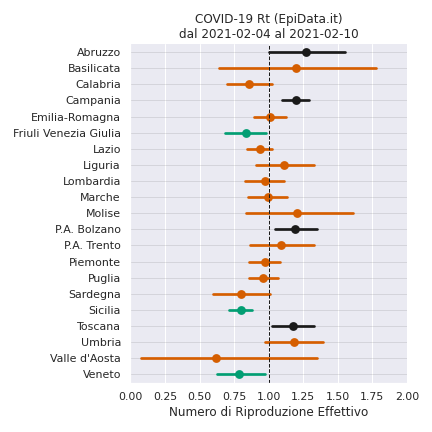 COVID-19 Rt (EpiData.it)
dal 2021-02-04 al 2021-02-10
Abruzzo
Basilicata
Calabria
Campania
Emilia-Romagna
Friuli Venezia Giulia
Lazio
Liguria
Lombardia
Marche
Molise
P.A. Bolzano
P.A. Trento
Piemonte
Puglia
Sardegna
Sicilia
Toscana
Umbria
Valle d'Aosta
Veneto
0.00 0.25 0.50 0.75 1.00 1.25 1.50 1.75 2.00
Numero di Riproduzione Effettivo